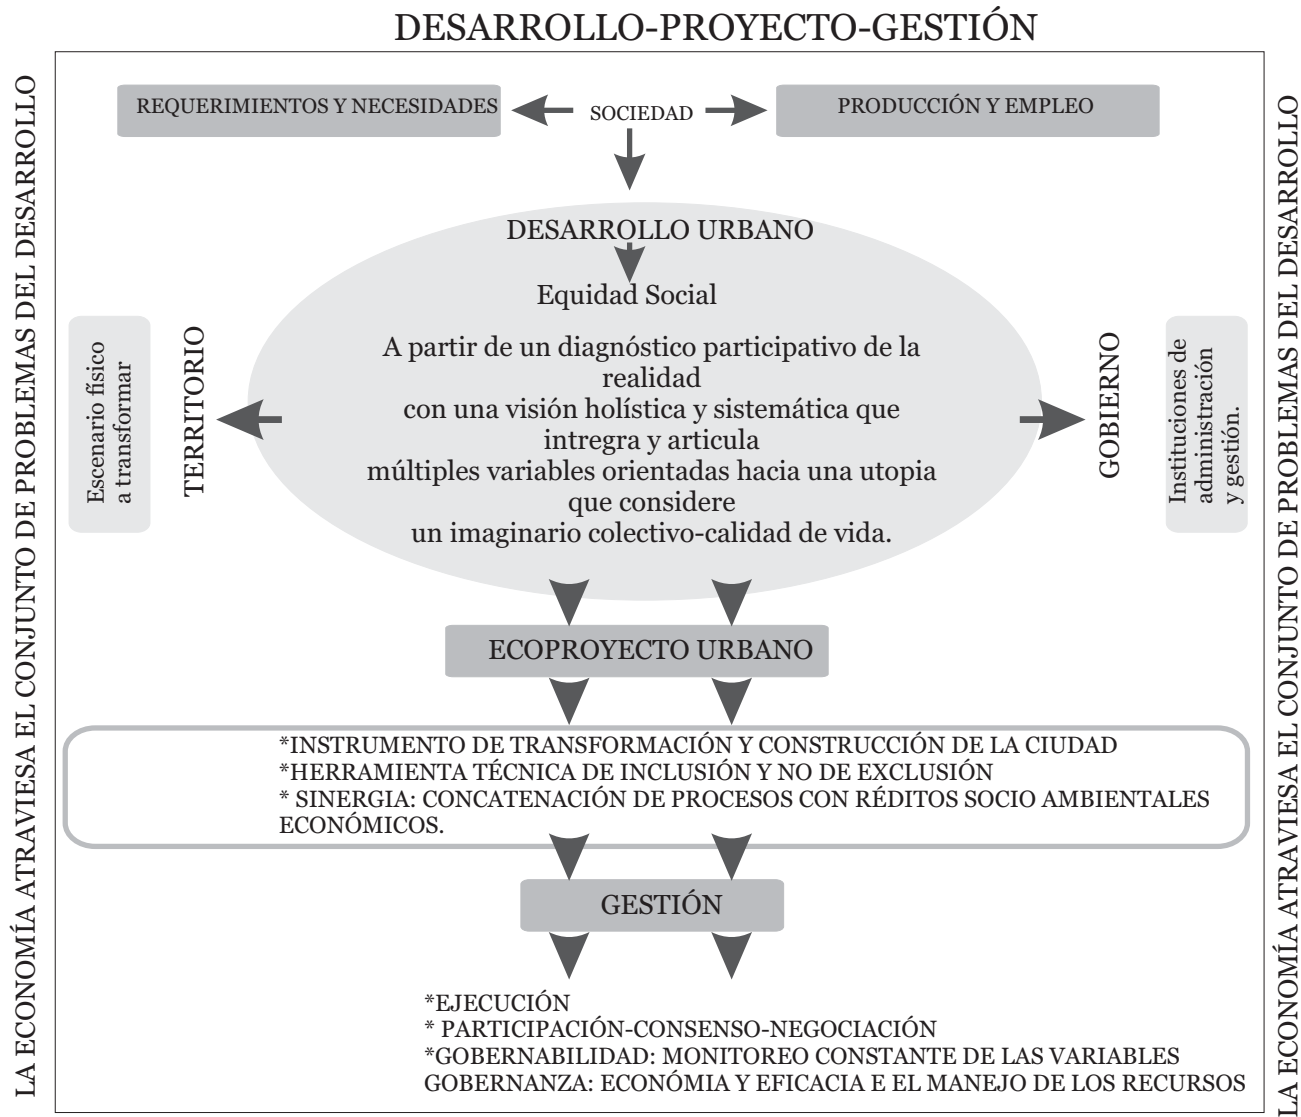 DESARROLLO-PROYECTO-GESTIÓN
LA ECONOMÍA ATRAVIESA EL CONJUNTO DE PROBLEMAS DEL DESARROLLO
REQUERIMIENTOS Y NECESIDADES
SOCIEDAD
PRODUCCIÓN Y EMPLEO
DESARROLLO URBANO
Equidad Social
A partir de un diagnóstico participativo de la
realidad
con una visión holística y sistemática que
intregra y articula
múltiples variables orientadas hacia una utopia
que considere
un imaginario colectivo-calidad de vida.
Escenario físico
a transformar
TERRITORIO
GOBIERNO
Instituciones de
administración
y gestión.
ECOPROYECTO URBANO
*INSTRUMENTO DE TRANSFORMACIÓN Y CONSTRUCCIÓN DE LA CIUDAD
*HERRAMIENTA TÉCNICA DE INCLUSIÓN Y NO DE EXCLUSIÓN
* SINERGIA: CONCATENACIÓN DE PROCESOS CON RÉDITOS SOCIO AMBIENTALES
ECONÓMICOS.
GESTIÓN
*EJECUCIÓN
* PARTICIPACIÓN-CONSENSO-NEGOCIACIÓN
*GOBERNABILIDAD: MONITOREO CONSTANTE DE LAS VARIABLES
GOBERNANZA: ECONÓMIA Y EFICACIA E EL MANEJO DE LOS RECURSOS
LA ECONOMÍA ATRAVIESA EL CONJUNTO DE PROBLEMAS DEL DESARROLLO